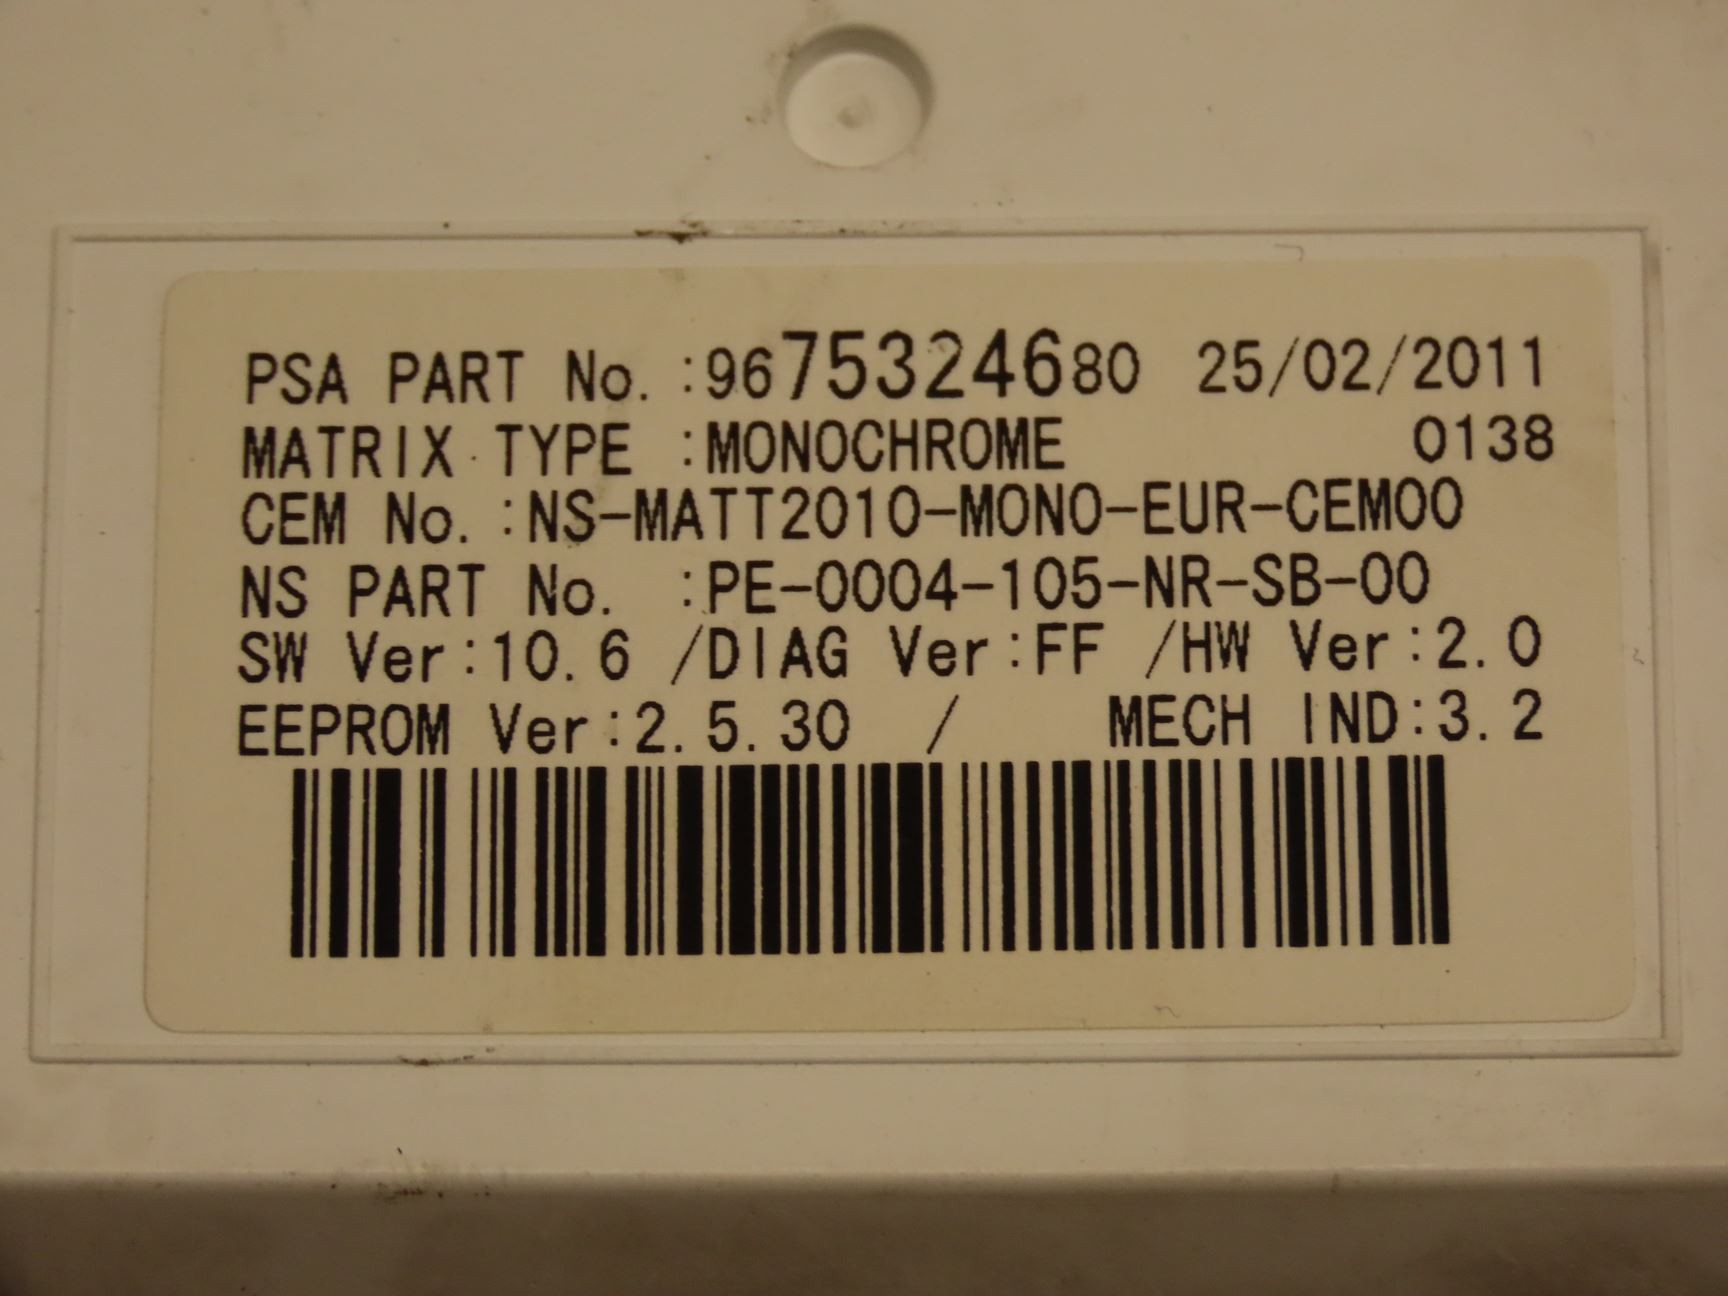 PSA PART No. :9675324680 25/02/2011
MATRIX TYPE :MONOCHROME 0138
CEM No. :NS-MATT2010-MONO-EUR-CEM00
NS PART No. :PE-0004-105-NR-SB-00
SW Ver:10.6 /DIAG Ver:FF /HW Ver:2.0
EEPROM Ver:2.5.30 / MECH IND:3.2